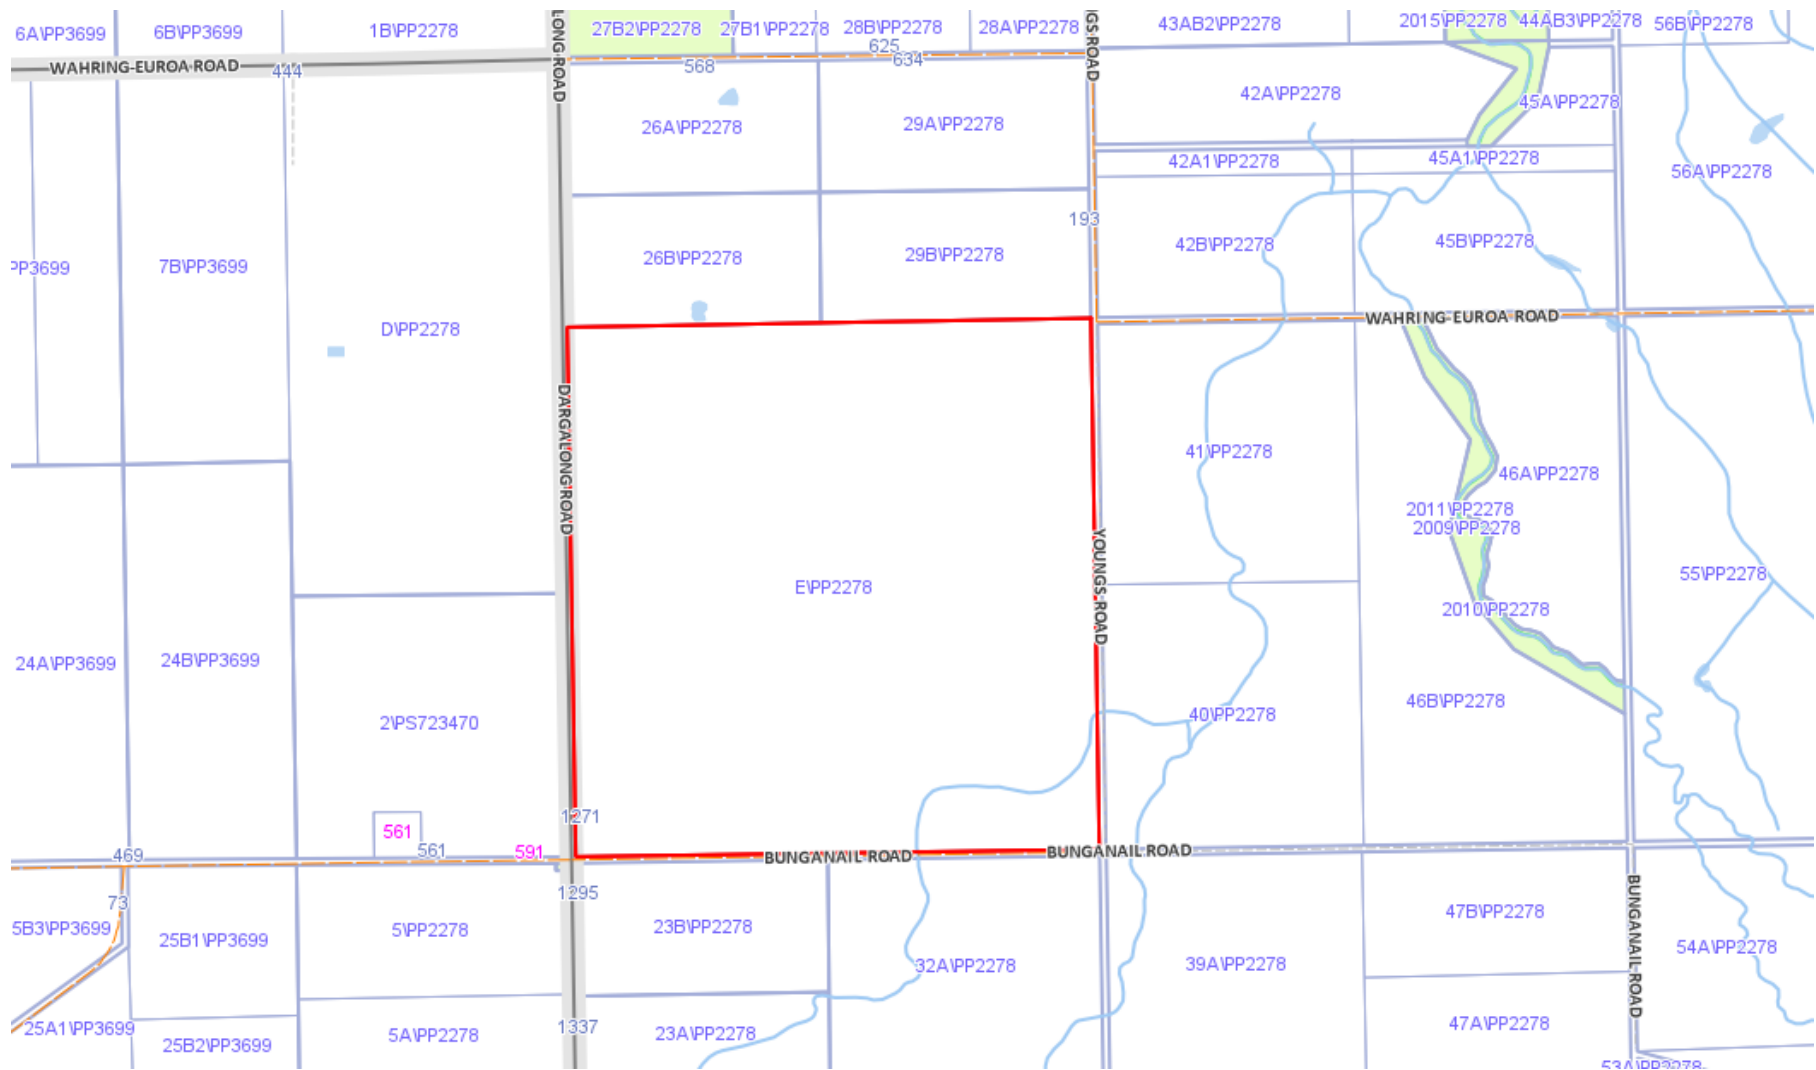 6A\PP3699
6B\PP3699
1B\PP2278
LONG ROAD
27B2\PP2278
27B1\PP2278
28B\PP2278
28A\PP2278
GS ROAD
43AB2\PP2278
2015\PP2278
44AB3\PP2278
56B\PP2278
WAHRING-EUROA ROAD
444
625
568
634
26A\PP2278
29A\PP2278
42A\PP2278
45A\PP2278
42A1\PP2278
45A1\PP2278
56A\PP2278
193
PP3699
7B\PP3699
26B\PP2278
29B\PP2278
42B\PP2278
45B\PP2278
D\PP2278
WAHRING-EUROA ROAD
DARGALONG ROAD
41\PP2278
46A\PP2278
2011\PP2278
2009\PP2278
E\PP2278
YOUNGS ROAD
55\PP2278
2010\PP2278
24A\PP3699
24B\PP3699
2\PS723470
40\PP2278
46B\PP2278
1271
561
469
561
591
BUNGANAIL ROAD
BUNGANAIL ROAD
1295
73
5B3\PP3699
25B1\PP3699
5\PP2278
23B\PP2278
32A\PP2278
39A\PP2278
47B\PP2278
BUNGANAIL ROAD
54A\PP2278
25A1\PP3699
25B2\PP3699
5A\PP2278
1337
23A\PP2278
47A\PP2278
53A\PP2278